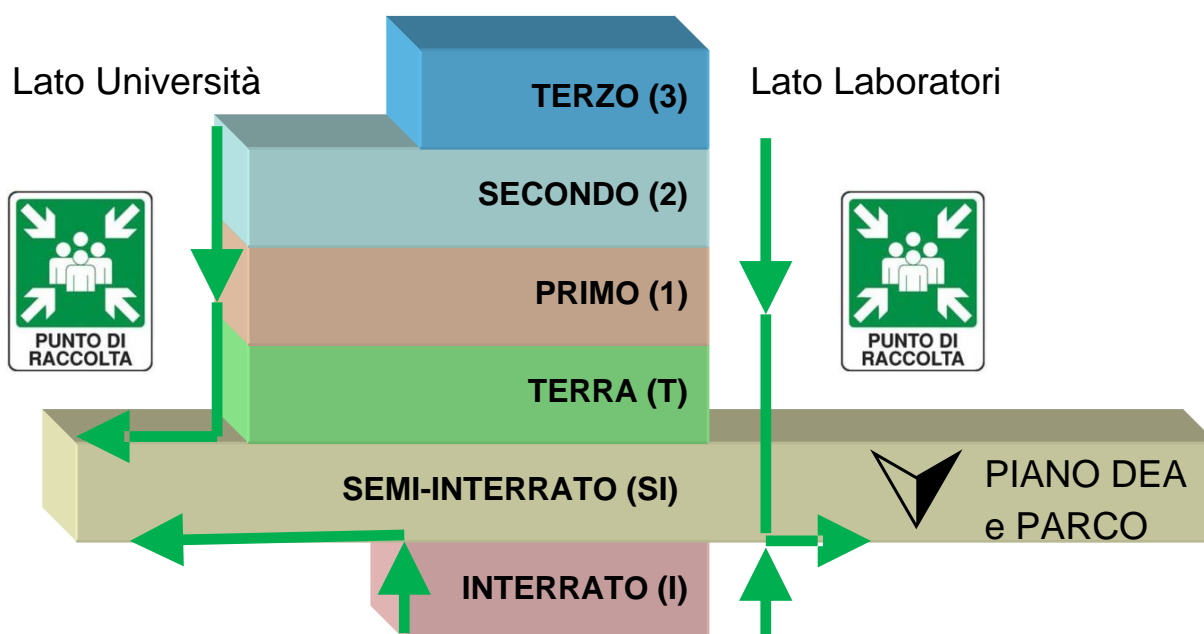 Lato Università
TERZO (3)
Lato Laboratori
SECONDO (2)
PUNTO DI
RACCOLTA
PRIMO (1)
PUNTO DI
RACCOLTA
TERRA (T)
SEMI-INTERRATO (SI)
PIANO DEA
e PARCO
INTERRATO (I)